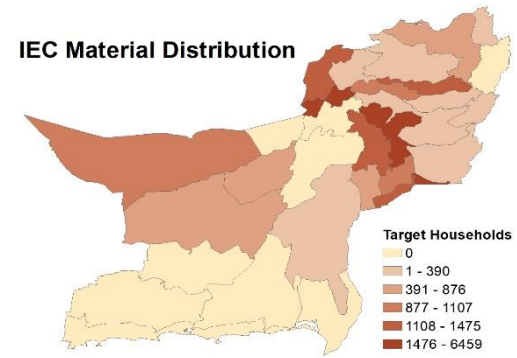 IEC Material Distribution
Target Households
0
1 - 390
391 - 876
877 - 1107
1108 - 1475
1476 - 6459